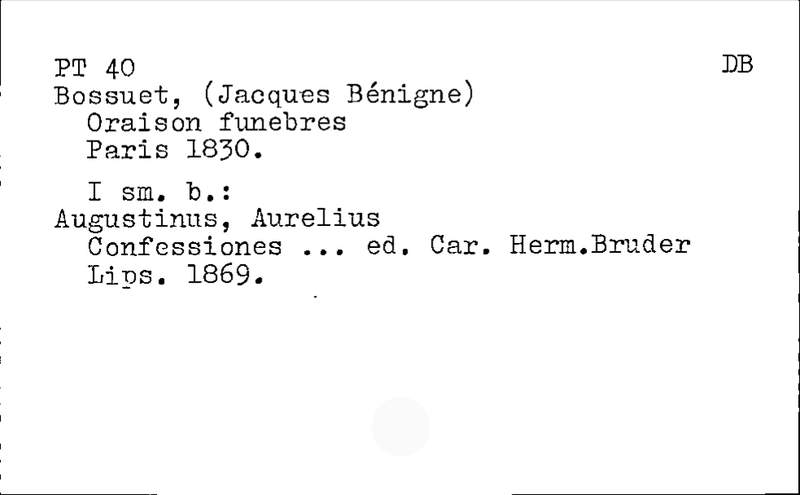 PT 40 DB
Bossuet, (Jacques Bénigne)
Oraison funebres
Paris 1830.
I sm. b.:
Augustinus, Aurelius
Confessiones ... ed. Car. Herm.Bruder
Lips. 1869.